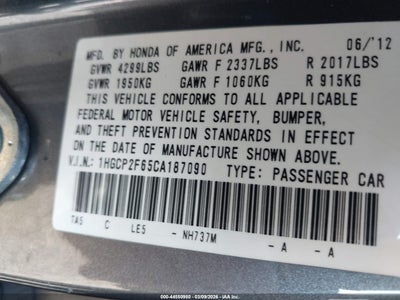 MFD. BY HONDA OF AMERICA MFG., INC. 06/'12
GVWR 4299LBS GAWR F 2337LBS R 2017LBS
GVWR 1950KG GAWR F 1060KG R 915KG
THIS VEHICLE CONFORMS TO ALL APPLICABLE
FEDERAL MOTOR VEHICLE SAFETY, BUMPER,
AND THEFT PREVENTION STANDARDS IN EFFECT
ON THE DATE OF MANUFACTURE SHOWN ABOVE.
V.I.N.: 1HGCP2F65CA187090 TYPE: PASSENGER CAR
TA5 C LE5 - NH737M - A - A
000-44550980 - 03/09/2026 - IAA Inc.